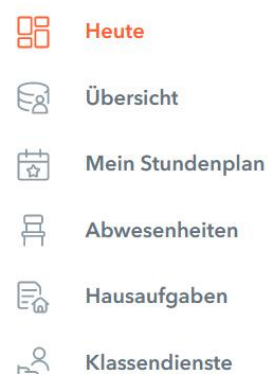 Heute
Übersicht
Mein Stundenplan
Abwesenheiten
Hausaufgaben
Klassendienste